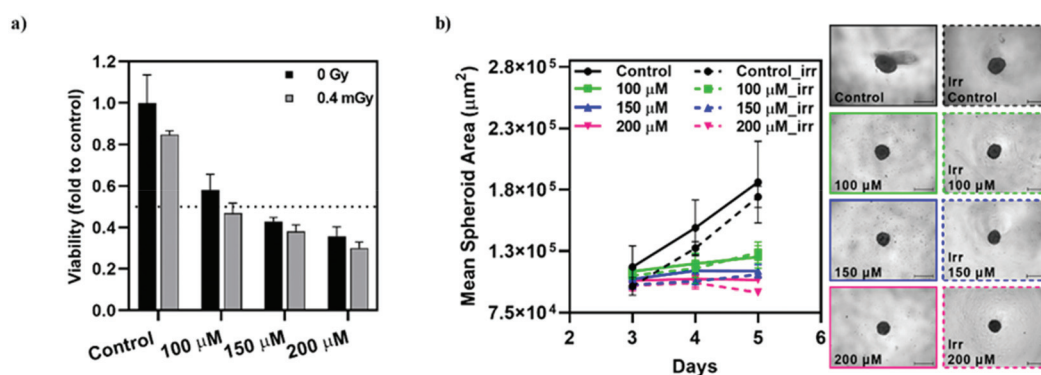 a)
Viability (fold to control)
1.2
1.0
0.8
0.6
0.4
0.2
0.0
0 Gy
0.4 mGy
Control
100 μM
150 μM
200 μM
b)
Mean Spheroid Area (μm²)
2.8×10⁵
2.3×10⁵
1.8×10⁵
1.3×10⁵
7.5×10⁴
Control
100 μM
150 μM
200 μM
Control_irr
100 μM_irr
150 μM_irr
200 μM_irr
2 3 4 5 6
Days
Control
Irr
Control
100 μM
Irr
100 μM
150 μM
Irr
150 μM
200 μM
Irr
200 μM